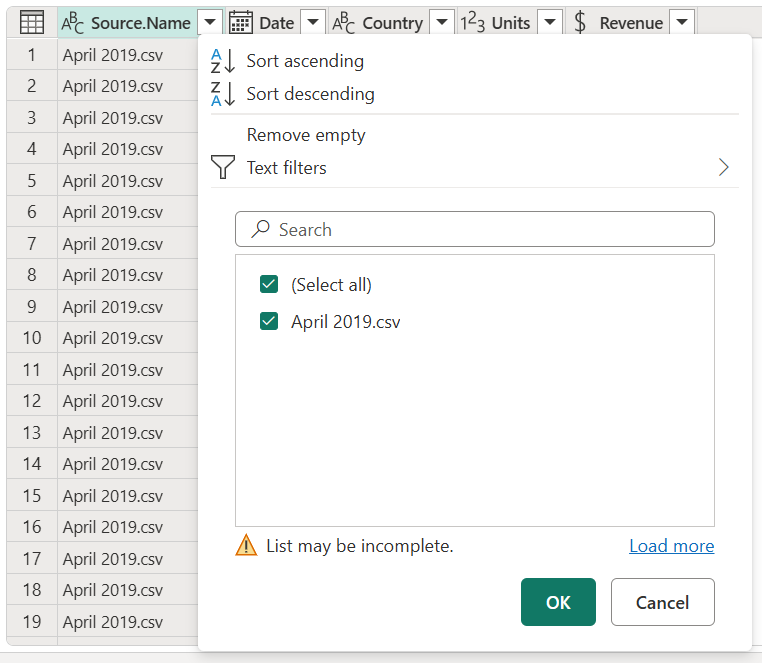 ABC Source.Name Date ABC Country 123 Units $ Revenue
1 April 2019.csv
2 April 2019.csv
3 April 2019.csv
4 April 2019.csv
5 April 2019.csv
6 April 2019.csv
7 April 2019.csv
8 April 2019.csv
9 April 2019.csv
10 April 2019.csv
11 April 2019.csv
12 April 2019.csv
13 April 2019.csv
14 April 2019.csv
15 April 2019.csv
16 April 2019.csv
17 April 2019.csv
18 April 2019.csv
19 April 2019.csv
AZ Sort ascending
ZA Sort descending
Remove empty
Text filters
Search
(Select all)
April 2019.csv
List may be incomplete. Load more
OK Cancel